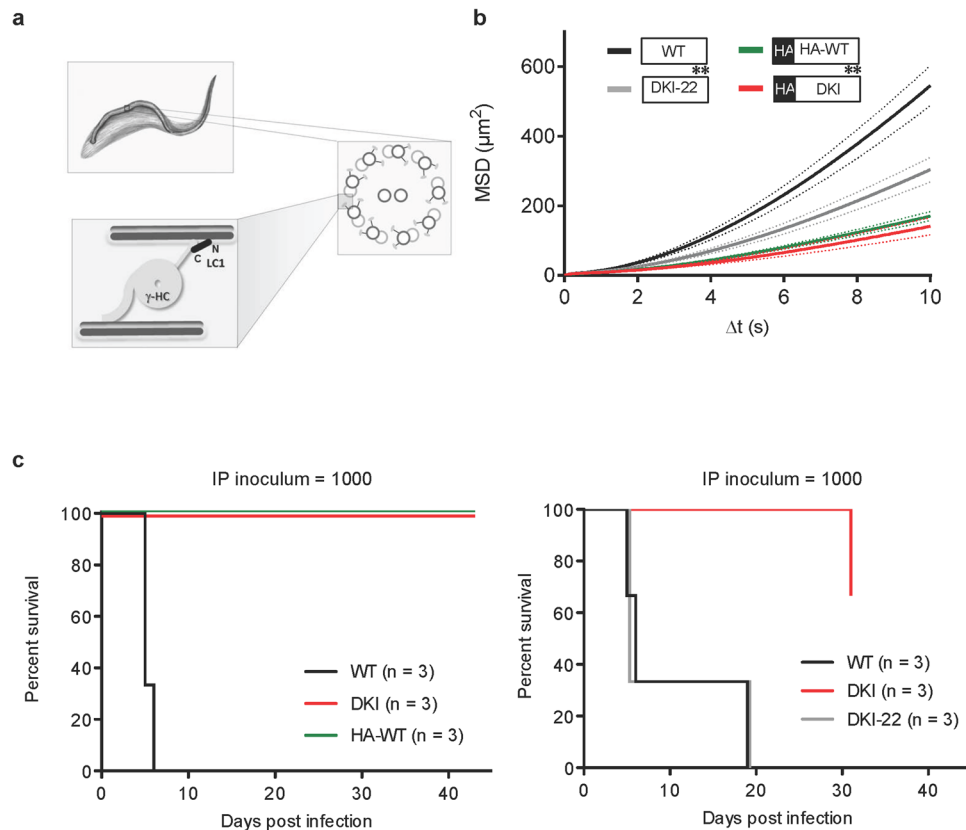 a
N
C
LC1
γ-HC
b
WT
HA HA-WT
**
**
DKI-22
HA DKI
600
400
200
0
MSD (µm²)
0 2 4 6 8 10
Δt (s)
c
IP inoculum = 1000
100
80
60
40
20
0
Percent survival
WT (n = 3)
DKI (n = 3)
HA-WT (n = 3)
0 10 20 30 40
Days post infection
IP inoculum = 1000
100
80
60
40
20
0
Percent survival
WT (n = 3)
DKI (n = 3)
DKI-22 (n = 3)
0 10 20 30 40
Days post infection